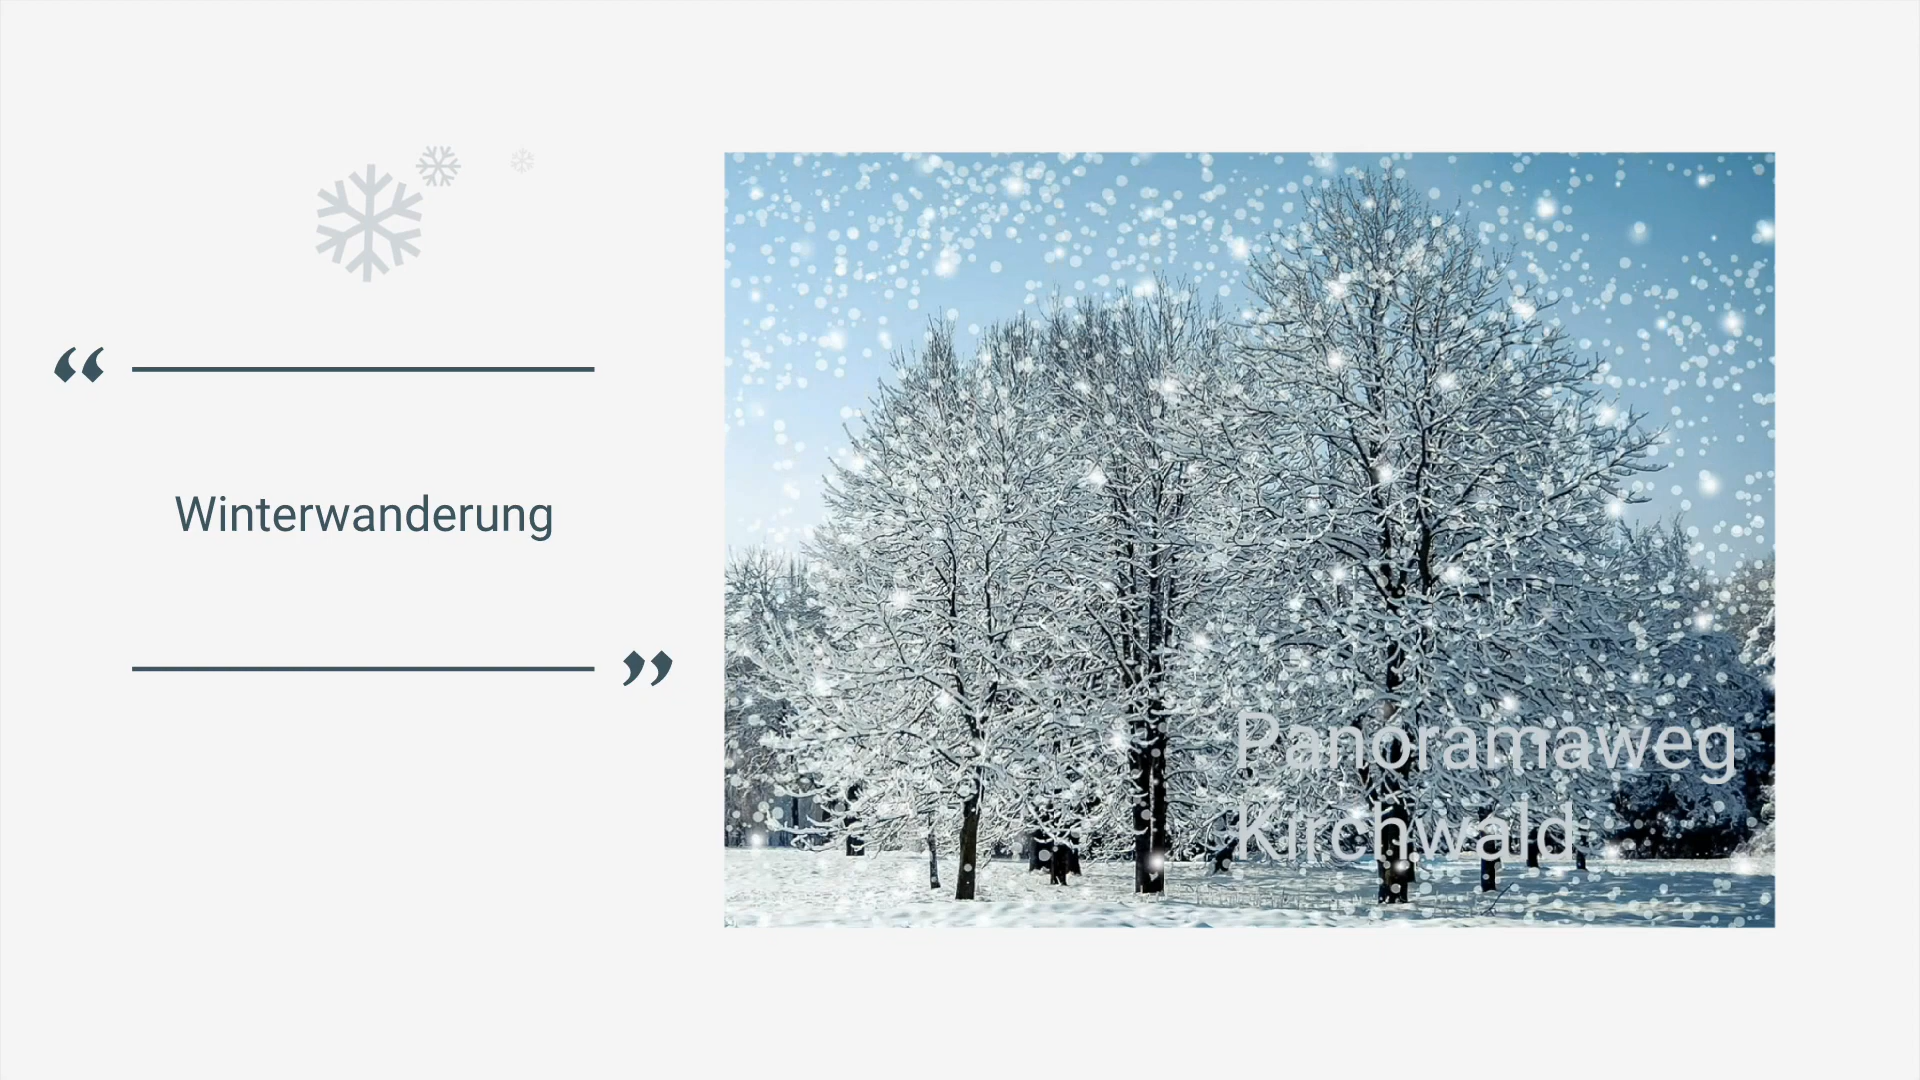 “
Winterwanderung
”
Panoramaweg
Kirchwald